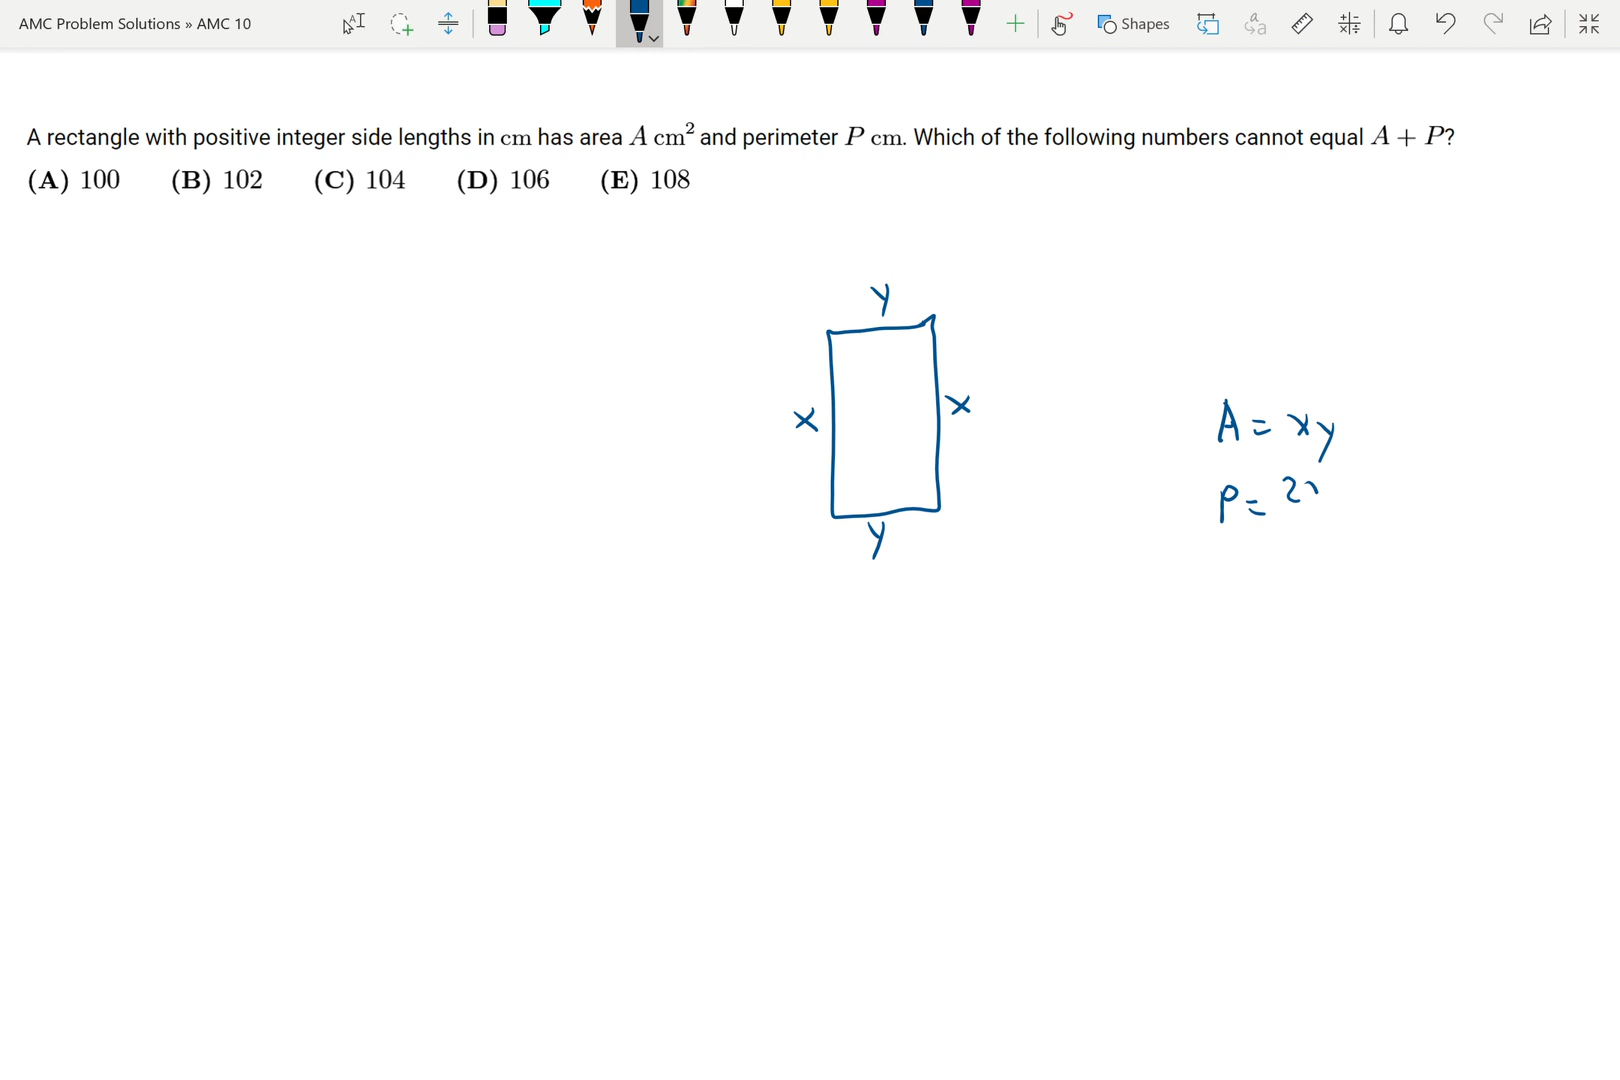 AMC Problem Solutions » AMC 10
Shapes
A rectangle with positive integer side lengths in cm has area A cm² and perimeter P cm. Which of the following numbers cannot equal A + P?
(A) 100 (B) 102 (C) 104 (D) 106 (E) 108
y
x x
A = xy
P = 2
y